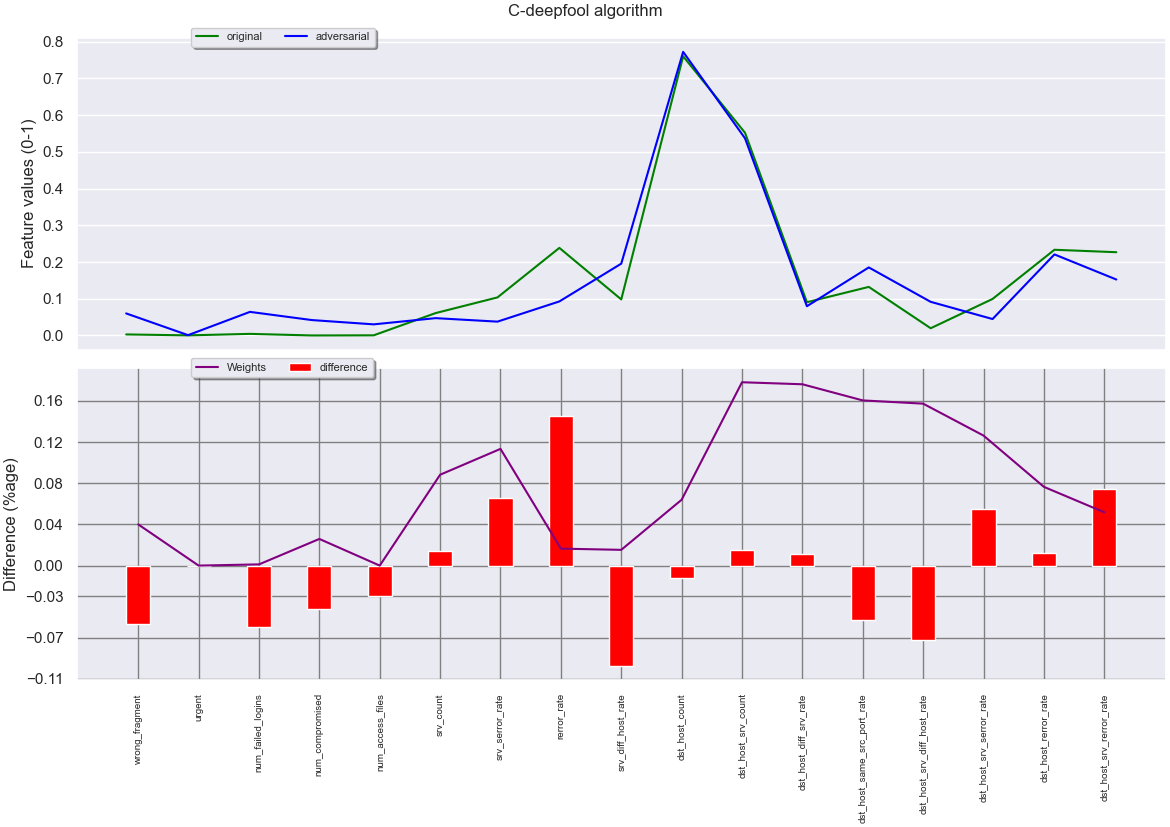 C-deepfool algorithm
original adversarial
Feature values (0-1)
0.8
0.7
0.6
0.5
0.4
0.3
0.2
0.1
0.0
Weights difference
Difference (%age)
0.16
0.12
0.08
0.04
0.00
−0.03
−0.07
−0.11
wrong_fragment
urgent
num_failed_logins
num_compromised
num_access_files
srv_count
srv_serror_rate
rerror_rate
srv_diff_host_rate
dst_host_count
dst_host_srv_count
dst_host_diff_srv_rate
dst_host_same_src_port_rate
dst_host_srv_diff_host_rate
dst_host_srv_serror_rate
dst_host_rerror_rate
dst_host_srv_rerror_rate